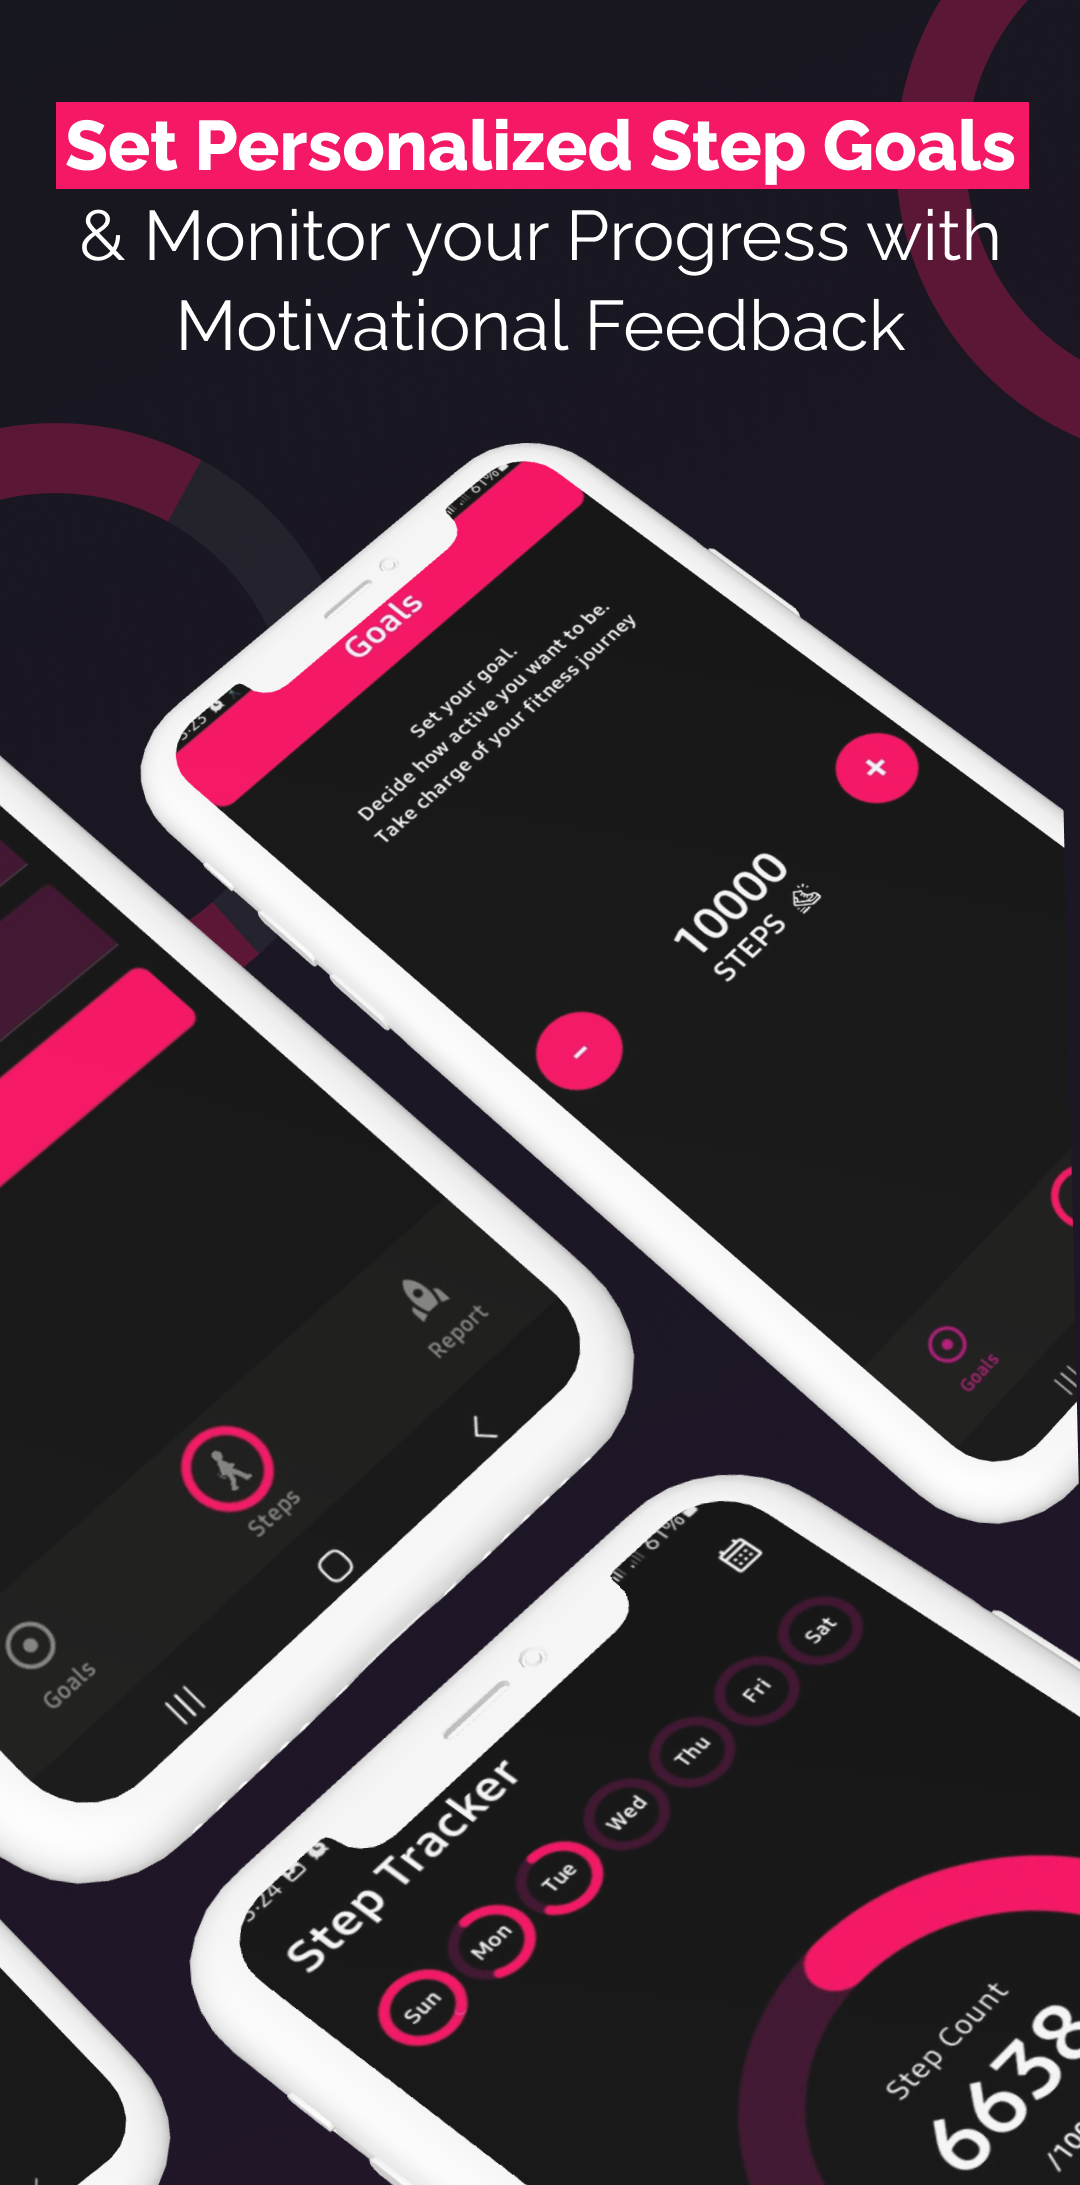 Set Personalized Step Goals
& Monitor your Progress with
Motivational Feedback
61%
Goals
Set your goal.
Decide how active you want to be.
Take charge of your fitness journey
+
10000
STEPS
-
Goals
Report
Steps
Goals
61%
Step Tracker
Sun Mon Tue Wed Thu Fri Sat
Step Count
6638